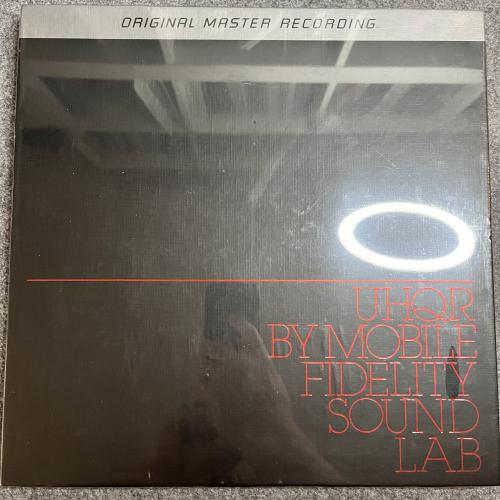 ORIGINAL MASTER RECORDING
UHQR
BY MOBILE
FIDELITY
SOUND
LAB